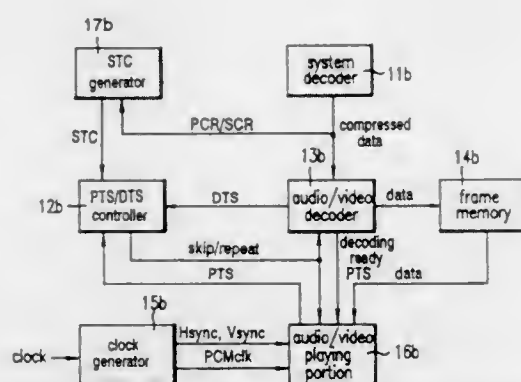 17b
STC
generator
system
decoder
11b
STC
PCR/SCR
compressed
data
13b
14b
12b
PTS/DTS
controller
DTS
audio/video
decoder
data
frame
memory
skip/repeat
decoding
ready
PTS
PTS
data
15b
clock
clock
generator
Hsync, Vsync
PCMclk
audio/video
playing
portion
16b